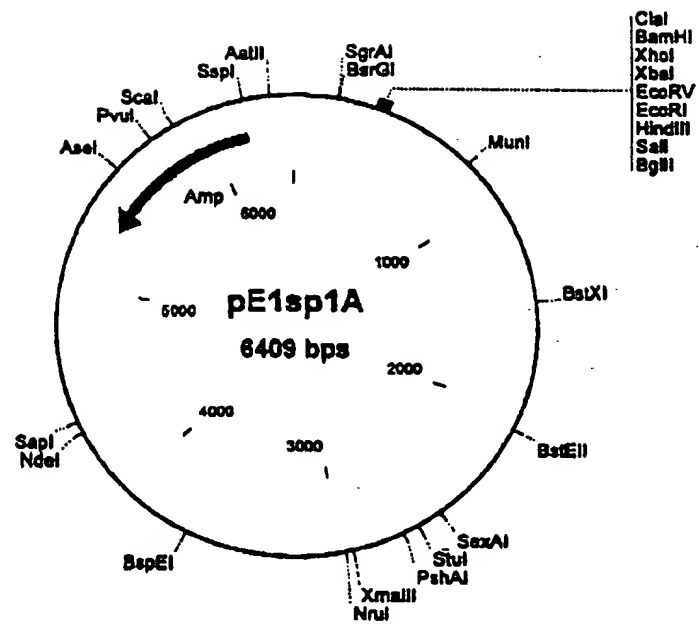 ClaI
BamHI
XhoI
XbaI
EcoRV
EcoRI
HindIII
SalI
BglII
SgrAI
BsrGI
AatII
SspI
ScaI
PvuI
AseI
MunI
Amp
6000
1000
BstXI
5000
pE1sp1A
6409 bps
2000
4000
3000
SapI
NdeI
BstEII
SexAI
StuI
PshAI
BspEI
XmaIII
NruI